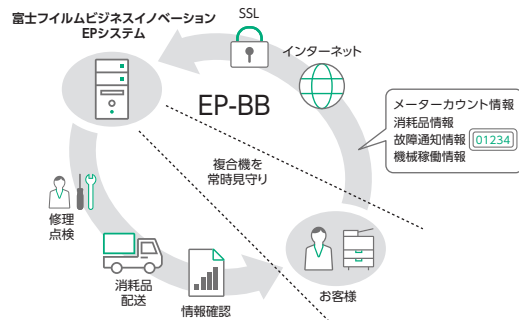 富士フイルムビジネスイノベーション
EPシステム
SSL
インターネット
EP-BB
メーターカウント情報
消耗品情報
故障通知情報 01234
機械稼働情報
複合機を
常時見守り
修理
点検
消耗品
配送
情報確認
お客様